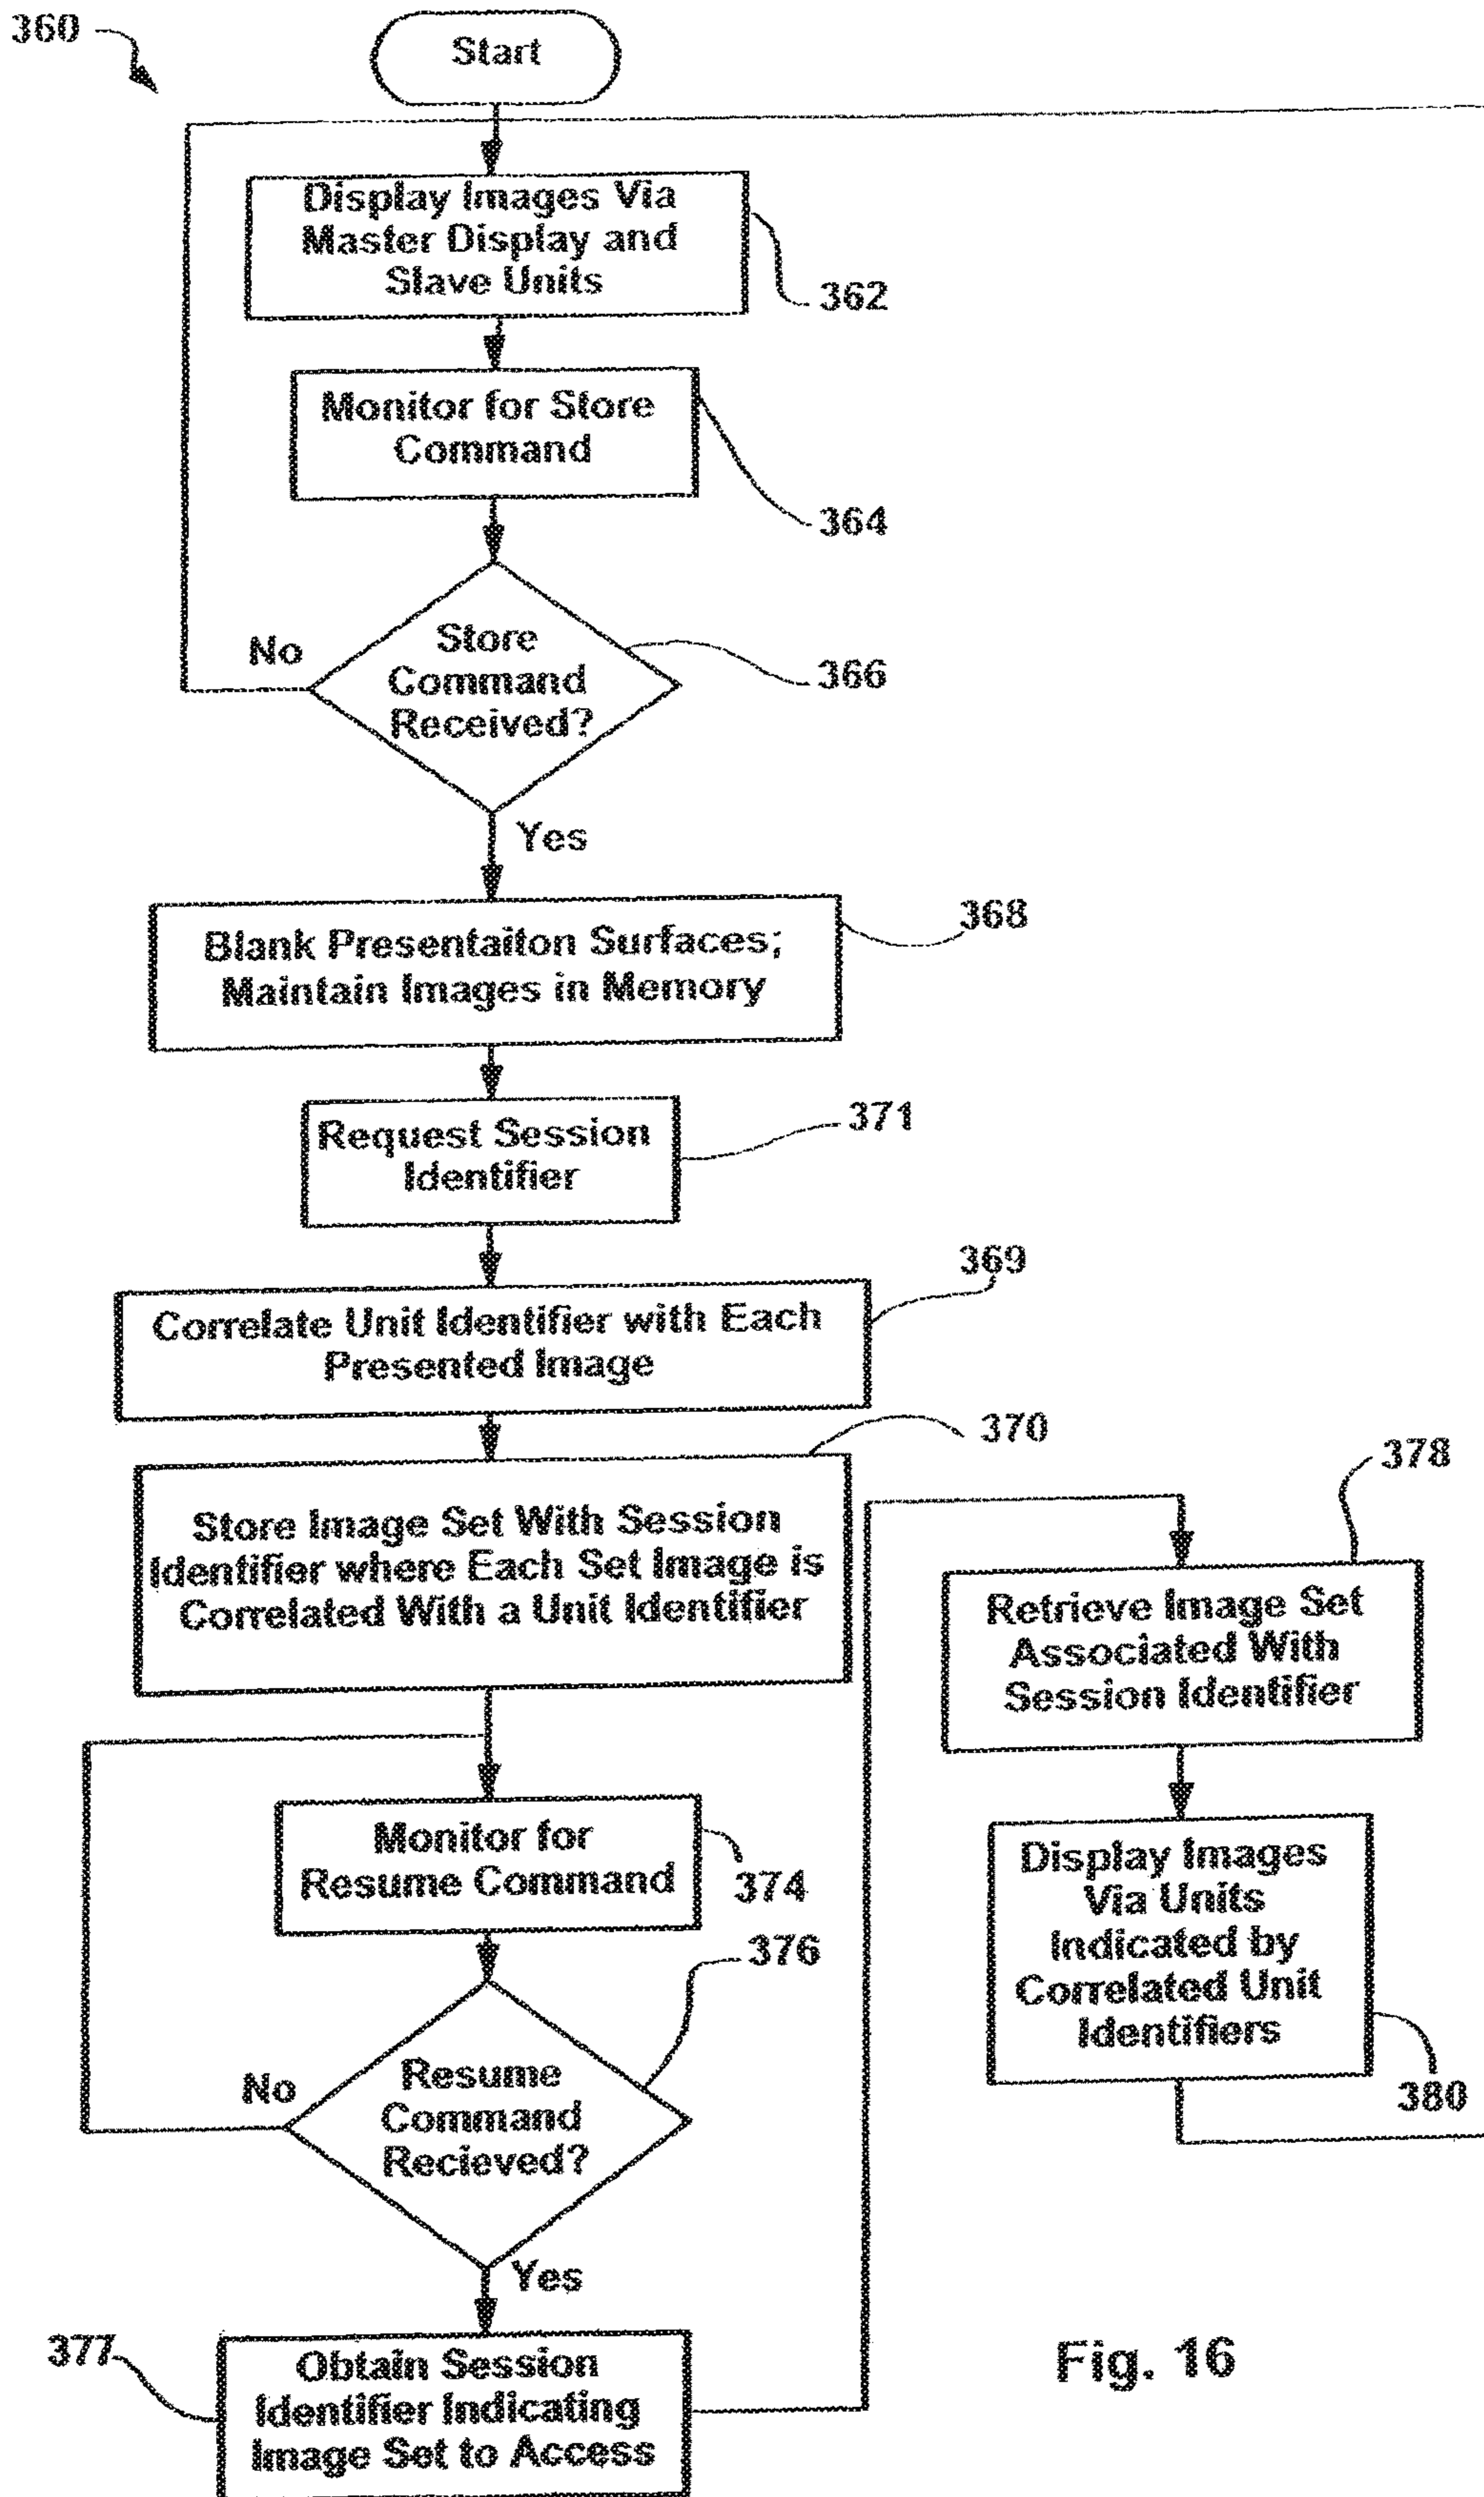 360
Start
Display Images Via
Master Display and
Slave Units
362
Monitor for Store
Command
364
Store
Command
Received?
366
No
Yes
Blank Presentaiton Surfaces;
Maintain Images in Memory
368
Request Session
Identifier
371
Correlate Unit Identifier with Each
Presented Image
369
Store Image Set With Session
Identifier where Each Set Image is
Correlated With a Unit Identifier
370
Monitor for
Resume Command
374
Resume
Command
Recieved?
376
No
Yes
Obtain Session
Identifier Indicating
Image Set to Access
377
Retrieve Image Set
Associated With
Session Identifier
378
Display Images
Via Units
Indicated by
Correlated Unit
Identifiers
380
Fig. 16